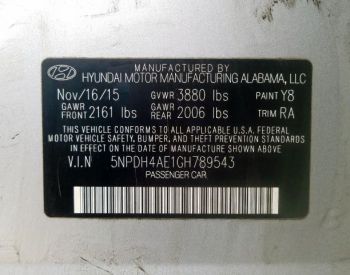 MANUFACTURED BY
HYUNDAI MOTOR MANUFACTURING ALABAMA, LLC
Nov/16/15 GVWR 3880 lbs PAINT Y8
GAWR FRONT 2161 lbs GAWR REAR 2006 lbs TRIM RA
THIS VEHICLE CONFORMS TO ALL APPLICABLE U.S. FEDERAL
MOTOR VEHICLE SAFETY, BUMPER, AND THEFT PREVENTION STANDARDS
IN EFFECT ON THE DATE OF MANUFACTURE SHOWN ABOVE
V.I.N 5NPDH4AE1GH789543
PASSENGER CAR